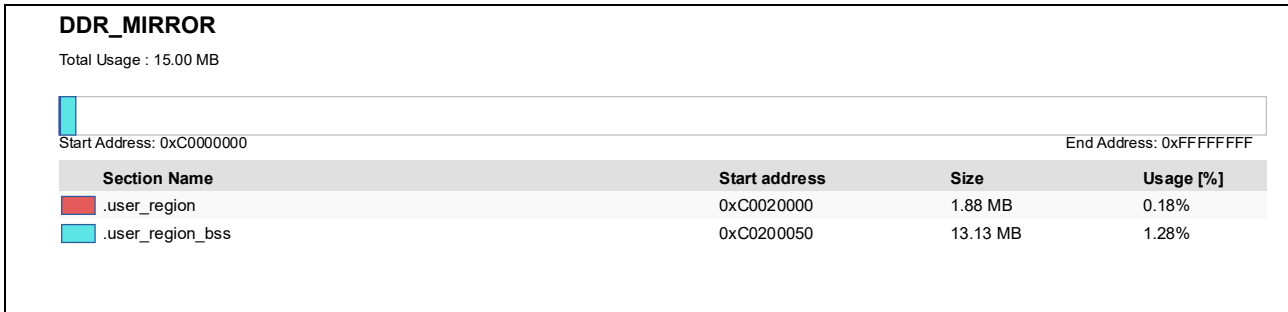 DDR_MIRROR
Total Usage : 15.00 MB
Start Address: 0xC0000000 End Address: 0xFFFFFFFF
Section Name Start address Size Usage [%]
.user_region 0xC0020000 1.88 MB 0.18%
.user_region_bss 0xC0200050 13.13 MB 1.28%